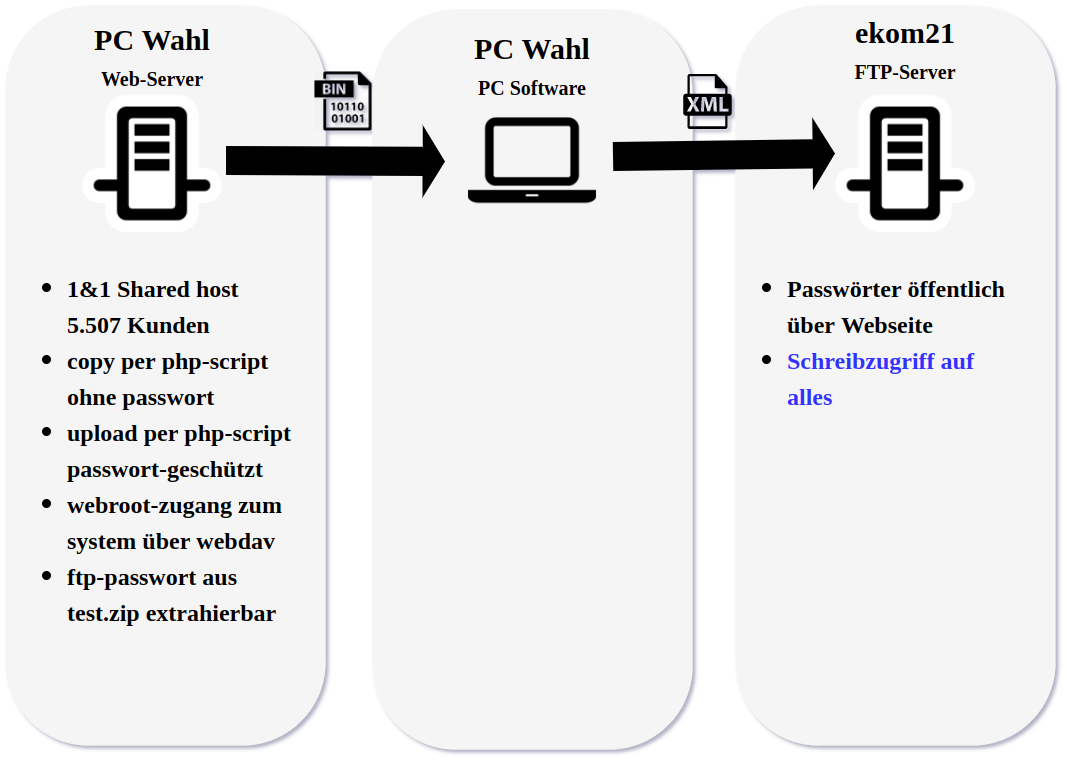 PC Wahl
Web-Server
BIN
10110
01001
PC Wahl
PC Software
XML
ekom21
FTP-Server
1&1 Shared host
5.507 Kunden
copy per php-script
ohne passwort
upload per php-script
passwort-geschützt
webroot-zugang zum
system über webdav
ftp-passwort aus
test.zip extrahierbar
Passwörter öffentlich
über Webseite
Schreibzugriff auf
alles